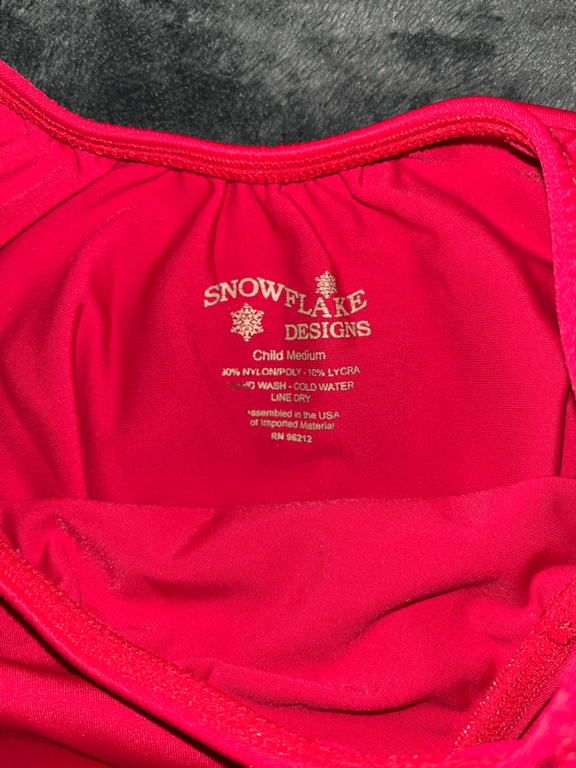 SNOWFLAKE
DESIGNS
Child Medium
NYLON/POLY - 10% LYCRA
WASH - COLD WATER
LINE DRY
Assembled in the USA
of Imported Material
RN 96212